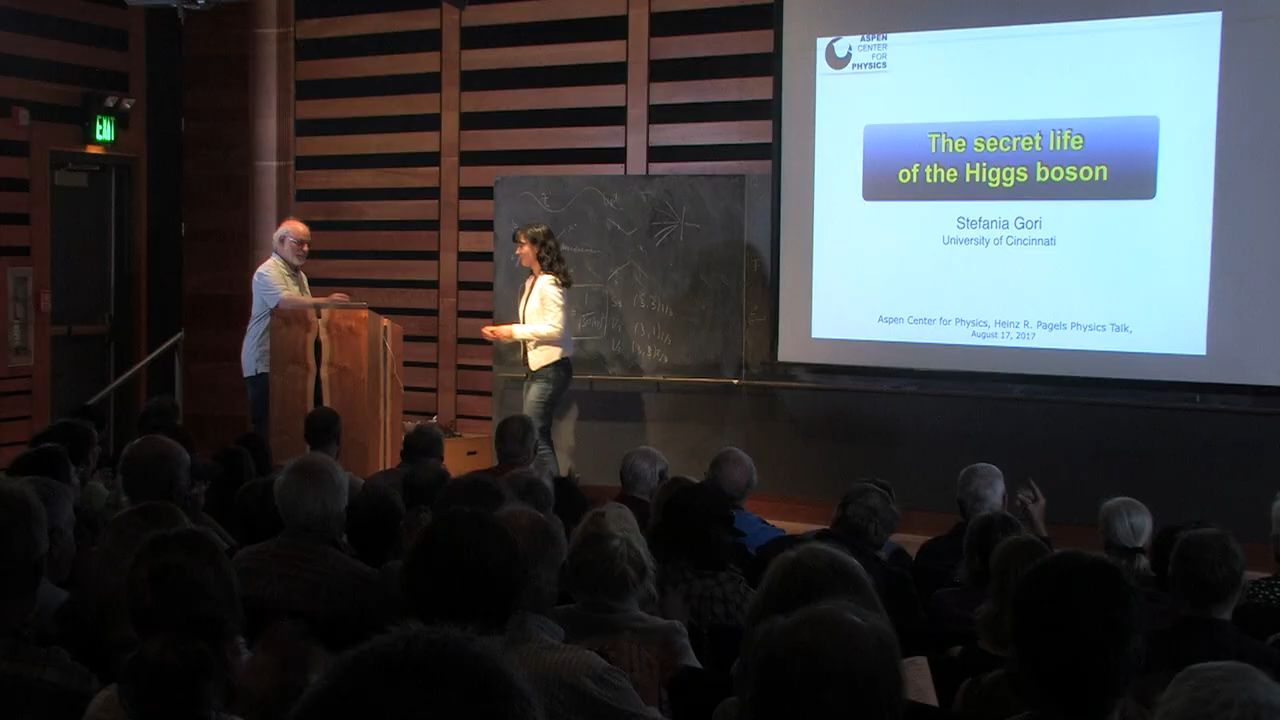 EXIT
ASPEN
CENTER
FOR
PHYSICS
The secret life
of the Higgs boson
Stefania Gori
University of Cincinnati
Aspen Center for Physics, Heinz R. Pagels Physics Talk,
August 17, 2017